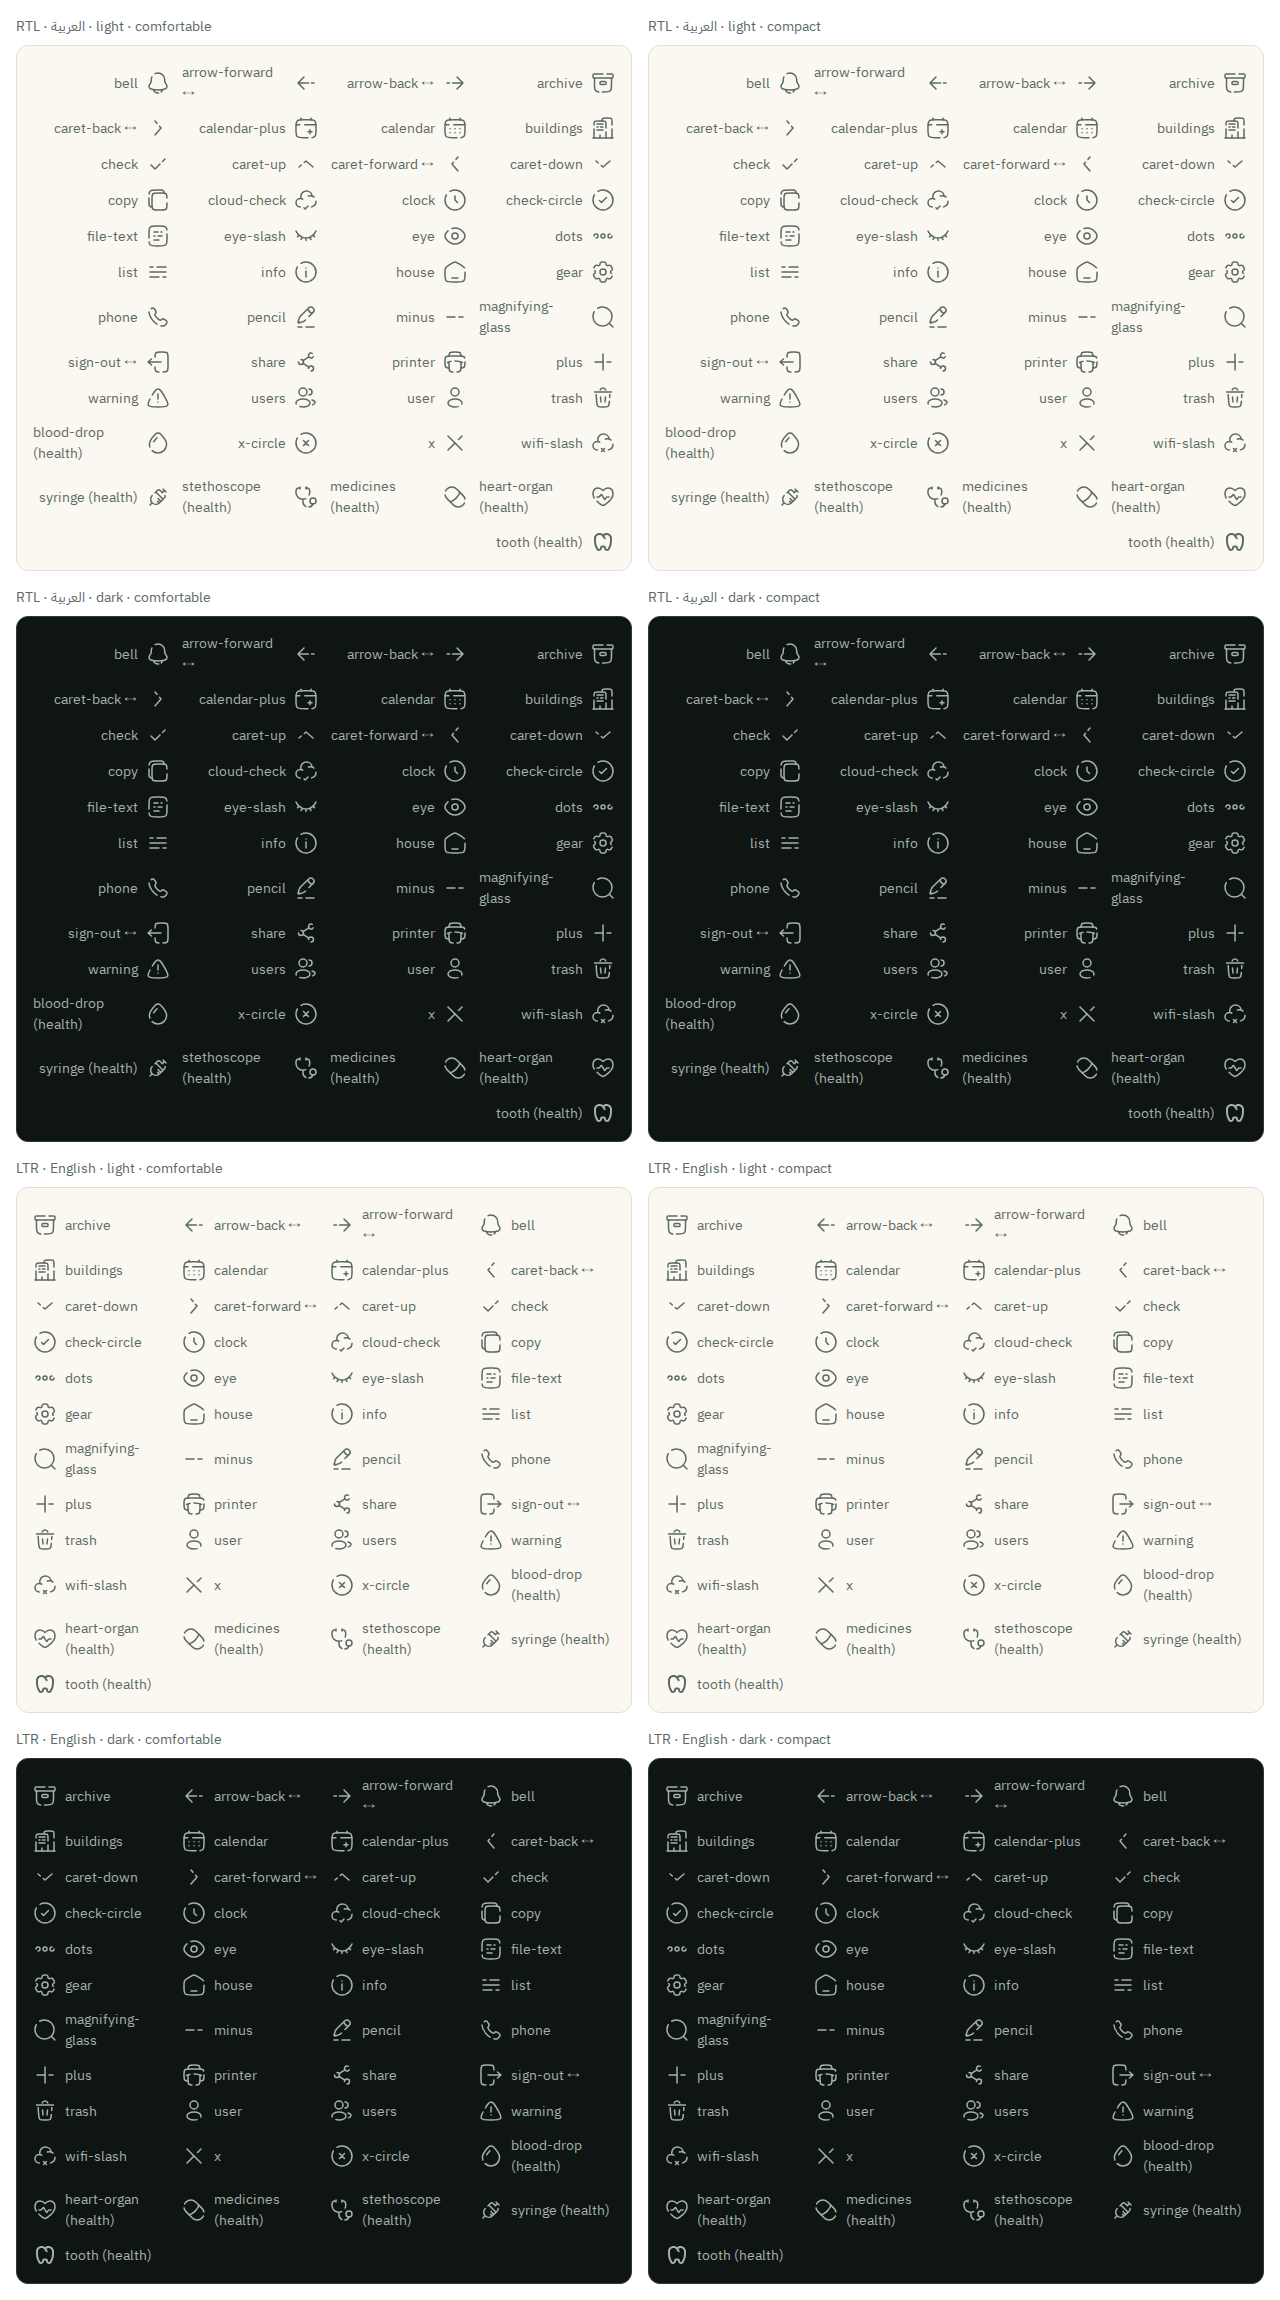 RTL · العربية · light · comfortable
archive arrow-back ↔ arrow-forward ↔ bell
buildings calendar calendar-plus caret-back ↔
caret-down caret-forward ↔ caret-up check
check-circle clock cloud-check copy
dots eye eye-slash file-text
gear house info list
magnifying-glass minus pencil phone
plus printer share sign-out ↔
trash user users warning
wifi-slash x x-circle blood-drop (health)
heart-organ (health) medicines (health) stethoscope (health) syringe (health)
tooth (health)
RTL · العربية · light · compact
archive arrow-back ↔ arrow-forward ↔ bell
buildings calendar calendar-plus caret-back ↔
caret-down caret-forward ↔ caret-up check
check-circle clock cloud-check copy
dots eye eye-slash file-text
gear house info list
magnifying-glass minus pencil phone
plus printer share sign-out ↔
trash user users warning
wifi-slash x x-circle blood-drop (health)
heart-organ (health) medicines (health) stethoscope (health) syringe (health)
tooth (health)
RTL · العربية · dark · comfortable
archive arrow-back ↔ arrow-forward ↔ bell
buildings calendar calendar-plus caret-back ↔
caret-down caret-forward ↔ caret-up check
check-circle clock cloud-check copy
dots eye eye-slash file-text
gear house info list
magnifying-glass minus pencil phone
plus printer share sign-out ↔
trash user users warning
wifi-slash x x-circle blood-drop (health)
heart-organ (health) medicines (health) stethoscope (health) syringe (health)
tooth (health)
RTL · العربية · dark · compact
archive arrow-back ↔ arrow-forward ↔ bell
buildings calendar calendar-plus caret-back ↔
caret-down caret-forward ↔ caret-up check
check-circle clock cloud-check copy
dots eye eye-slash file-text
gear house info list
magnifying-glass minus pencil phone
plus printer share sign-out ↔
trash user users warning
wifi-slash x x-circle blood-drop (health)
heart-organ (health) medicines (health) stethoscope (health) syringe (health)
tooth (health)
LTR · English · light · comfortable
archive arrow-back ↔ arrow-forward ↔ bell
buildings calendar calendar-plus caret-back ↔
caret-down caret-forward ↔ caret-up check
check-circle clock cloud-check copy
dots eye eye-slash file-text
gear house info list
magnifying-glass minus pencil phone
plus printer share sign-out ↔
trash user users warning
wifi-slash x x-circle blood-drop (health)
heart-organ (health) medicines (health) stethoscope (health) syringe (health)
tooth (health)
LTR · English · light · compact
archive arrow-back ↔ arrow-forward ↔ bell
buildings calendar calendar-plus caret-back ↔
caret-down caret-forward ↔ caret-up check
check-circle clock cloud-check copy
dots eye eye-slash file-text
gear house info list
magnifying-glass minus pencil phone
plus printer share sign-out ↔
trash user users warning
wifi-slash x x-circle blood-drop (health)
heart-organ (health) medicines (health) stethoscope (health) syringe (health)
tooth (health)
LTR · English · dark · comfortable
archive arrow-back ↔ arrow-forward ↔ bell
buildings calendar calendar-plus caret-back ↔
caret-down caret-forward ↔ caret-up check
check-circle clock cloud-check copy
dots eye eye-slash file-text
gear house info list
magnifying-glass minus pencil phone
plus printer share sign-out ↔
trash user users warning
wifi-slash x x-circle blood-drop (health)
heart-organ (health) medicines (health) stethoscope (health) syringe (health)
tooth (health)
LTR · English · dark · compact
archive arrow-back ↔ arrow-forward ↔ bell
buildings calendar calendar-plus caret-back ↔
caret-down caret-forward ↔ caret-up check
check-circle clock cloud-check copy
dots eye eye-slash file-text
gear house info list
magnifying-glass minus pencil phone
plus printer share sign-out ↔
trash user users warning
wifi-slash x x-circle blood-drop (health)
heart-organ (health) medicines (health) stethoscope (health) syringe (health)
tooth (health)